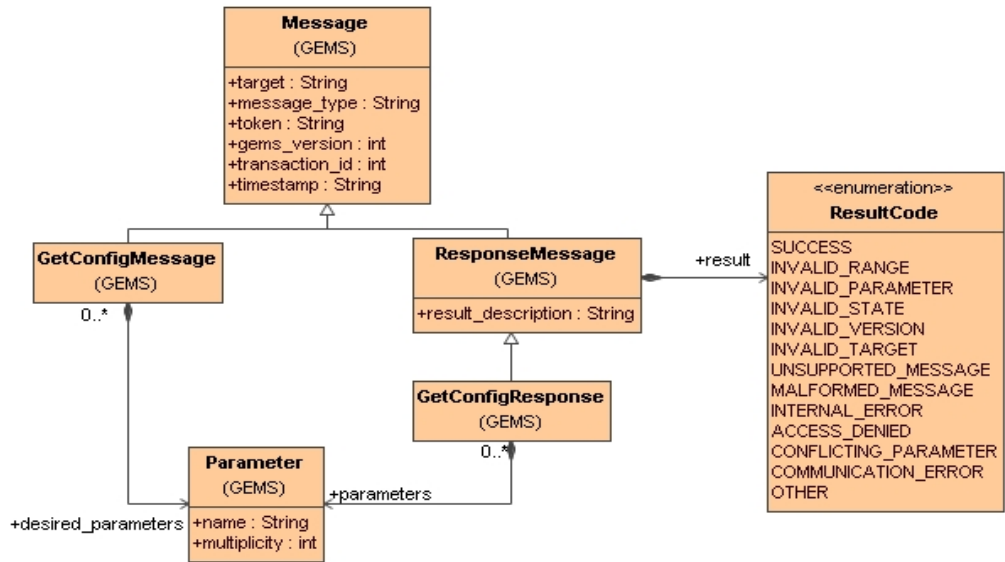 Message
(GEMS)
+target : String
+message_type : String
+token : String
+gems_version : int
+transaction_id : int
+timestamp : String
GetConfigMessage
(GEMS)
0..*
ResponseMessage
(GEMS)
+result_description : String
+result
<<enumeration>>
ResultCode
SUCCESS
INVALID_RANGE
INVALID_PARAMETER
INVALID_STATE
INVALID_VERSION
INVALID_TARGET
UNSUPPORTED_MESSAGE
MALFORMED_MESSAGE
INTERNAL_ERROR
ACCESS_DENIED
CONFLICTING_PARAMETER
COMMUNICATION_ERROR
OTHER
GetConfigResponse
(GEMS)
0..*
Parameter
(GEMS)
+name : String
+multiplicity : int
+parameters
+desired_parameters